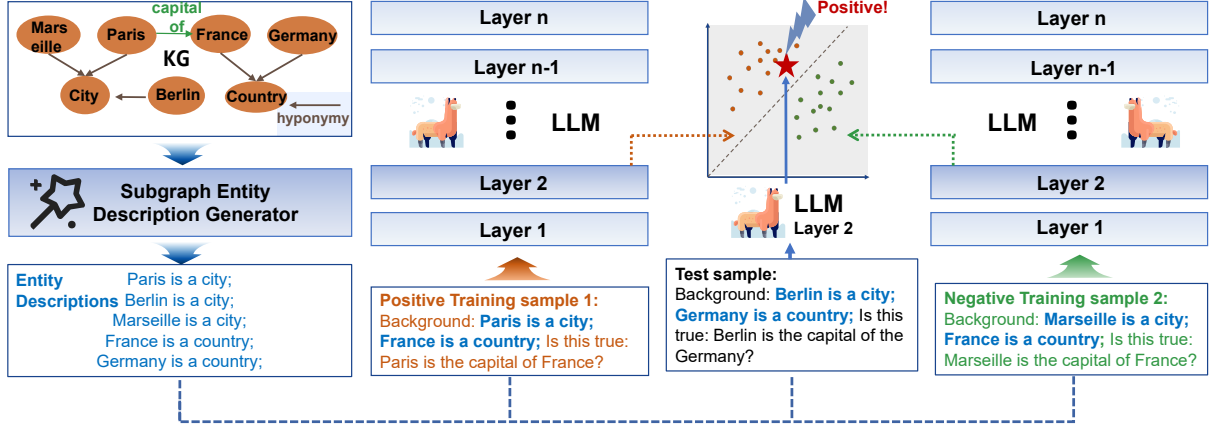 capital
of
Mars
eille
Paris
France
Germany
KG
City
Berlin
Country
hyponymy
Subgraph Entity
Description Generator
Entity
Descriptions
Paris is a city;
Berlin is a city;
Marseille is a city;
France is a country;
Germany is a country;
Layer n
Layer n-1
LLM
Layer 2
Layer 1
Positive Training sample 1:
Background: Paris is a city;
France is a country; Is this true:
Paris is the capital of France?
Positive!
LLM
Layer 2
Test sample:
Background: Berlin is a city;
Germany is a country; Is this
true: Berlin is the capital of the
Germany?
Layer n
Layer n-1
LLM
Layer 2
Layer 1
Negative Training sample 2:
Background: Marseille is a city;
France is a country; Is this true:
Marseille is the capital of France?